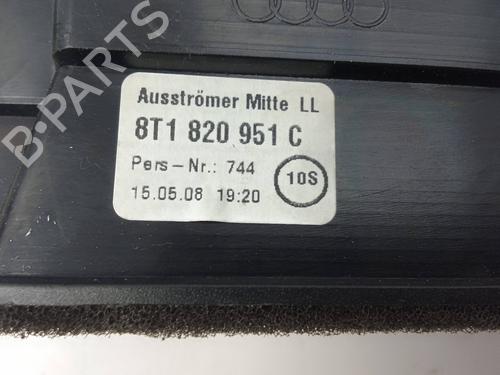 Ausströmer Mitte LL
8T1 820 951 C
Pers-Nr.: 744
15.05.08 19:20
10S
B-PARTS